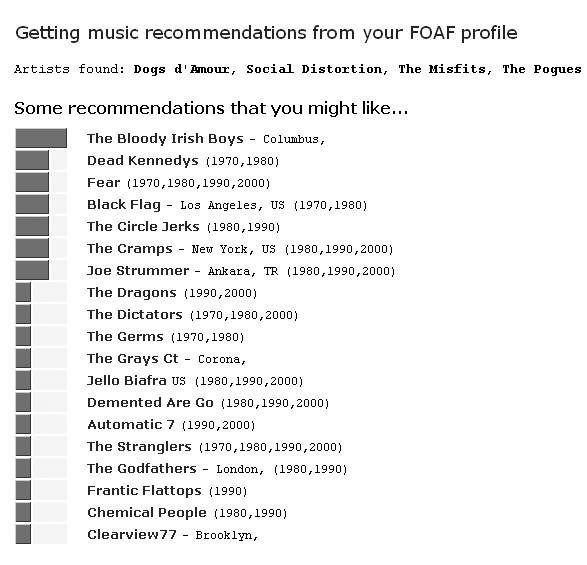 Getting music recommendations from your FOAF profile
Artists found: Dogs d'Amour, Social Distortion, The Misfits, The Pogues
Some recommendations that you might like...
The Bloody Irish Boys - Columbus,
Dead Kennedys (1970,1980)
Fear (1970,1980,1990,2000)
Black Flag - Los Angeles, US (1970,1980)
The Circle Jerks (1980,1990)
The Cramps - New York, US (1980,1990,2000)
Joe Strummer - Ankara, TR (1980,1990,2000)
The Dragons (1990,2000)
The Dictators (1970,1980,2000)
The Germs (1970,1980)
The Grays Ct - Corona,
Jello Biafra US (1980,1990,2000)
Demented Are Go (1980,1990,2000)
Automatic 7 (1990,2000)
The Stranglers (1970,1980,1990,2000)
The Godfathers - London, (1980,1990)
Frantic Flattops (1990)
Chemical People (1980,1990)
Clearview77 - Brooklyn,